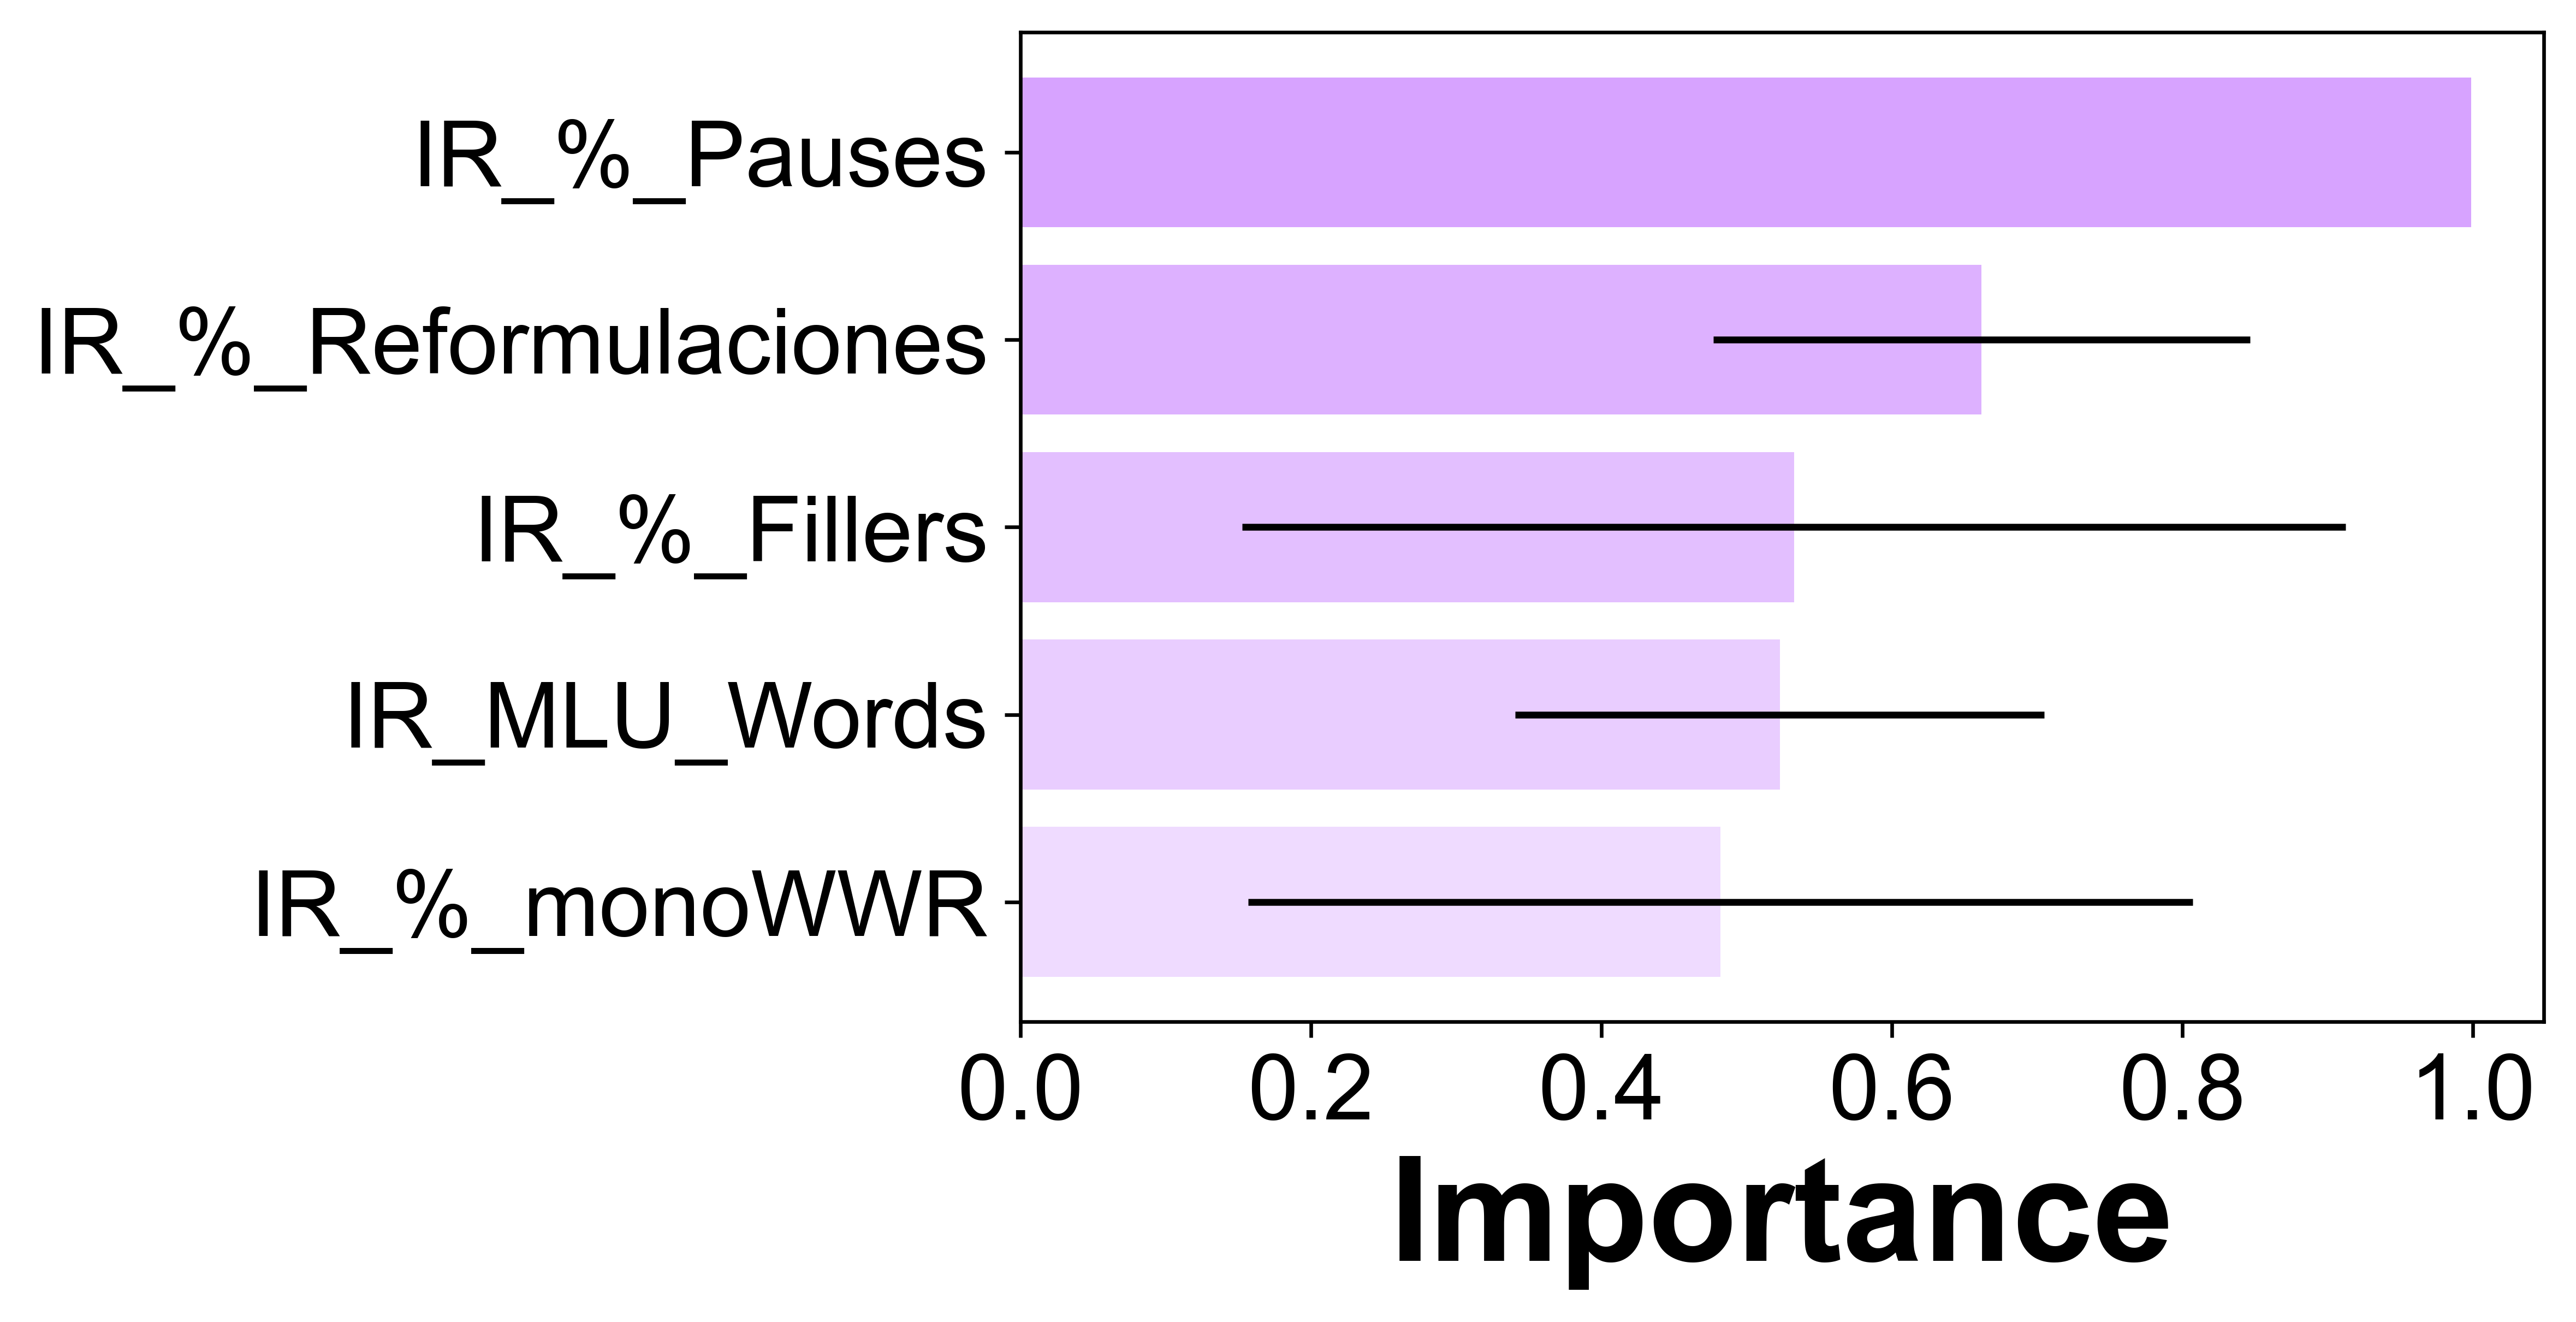 IR_%_Pauses
IR_%_Reformulaciones
IR_%_Fillers
IR_MLU_Words
IR_%_monoWWR
0.0 0.2 0.4 0.6 0.8 1.0
Importance